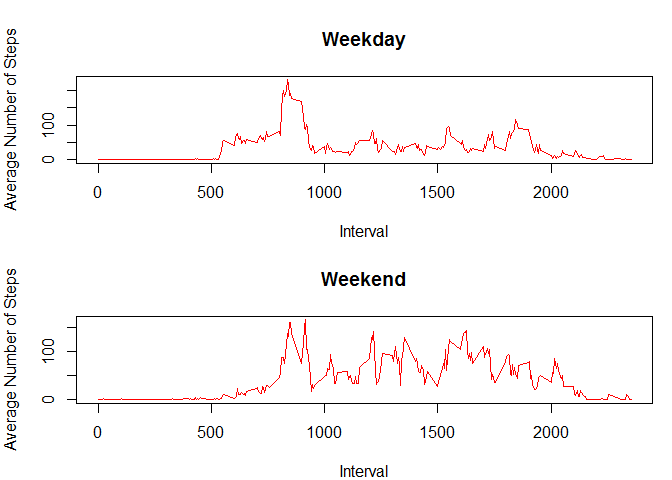 Weekday
Average Number of Steps
100
0
0 500 1000 1500 2000
Interval
Weekend
Average Number of Steps
100
0
0 500 1000 1500 2000
Interval